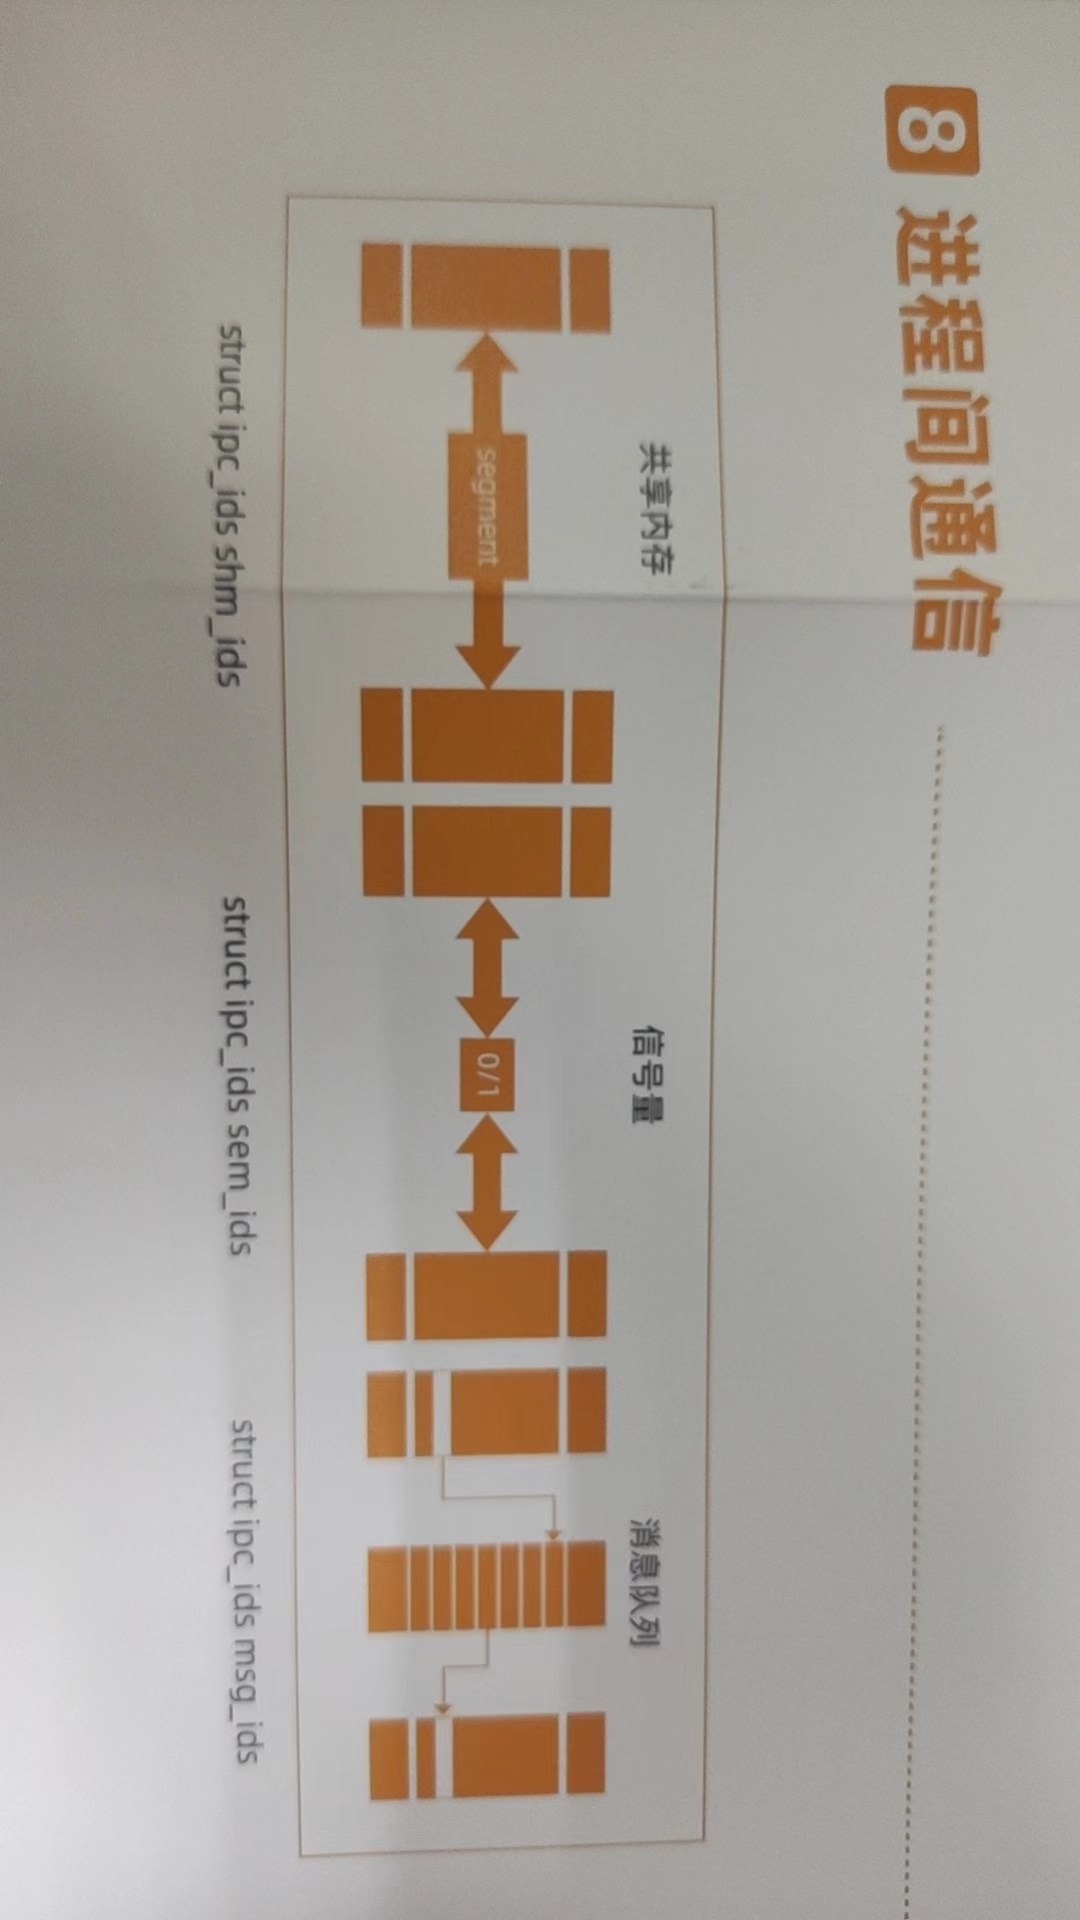 8 进程间通信
共享内存
信号量
消息队列
segment
0/1
struct ipc_ids shm_ids
struct ipc_ids sem_ids
struct ipc_ids msg_ids